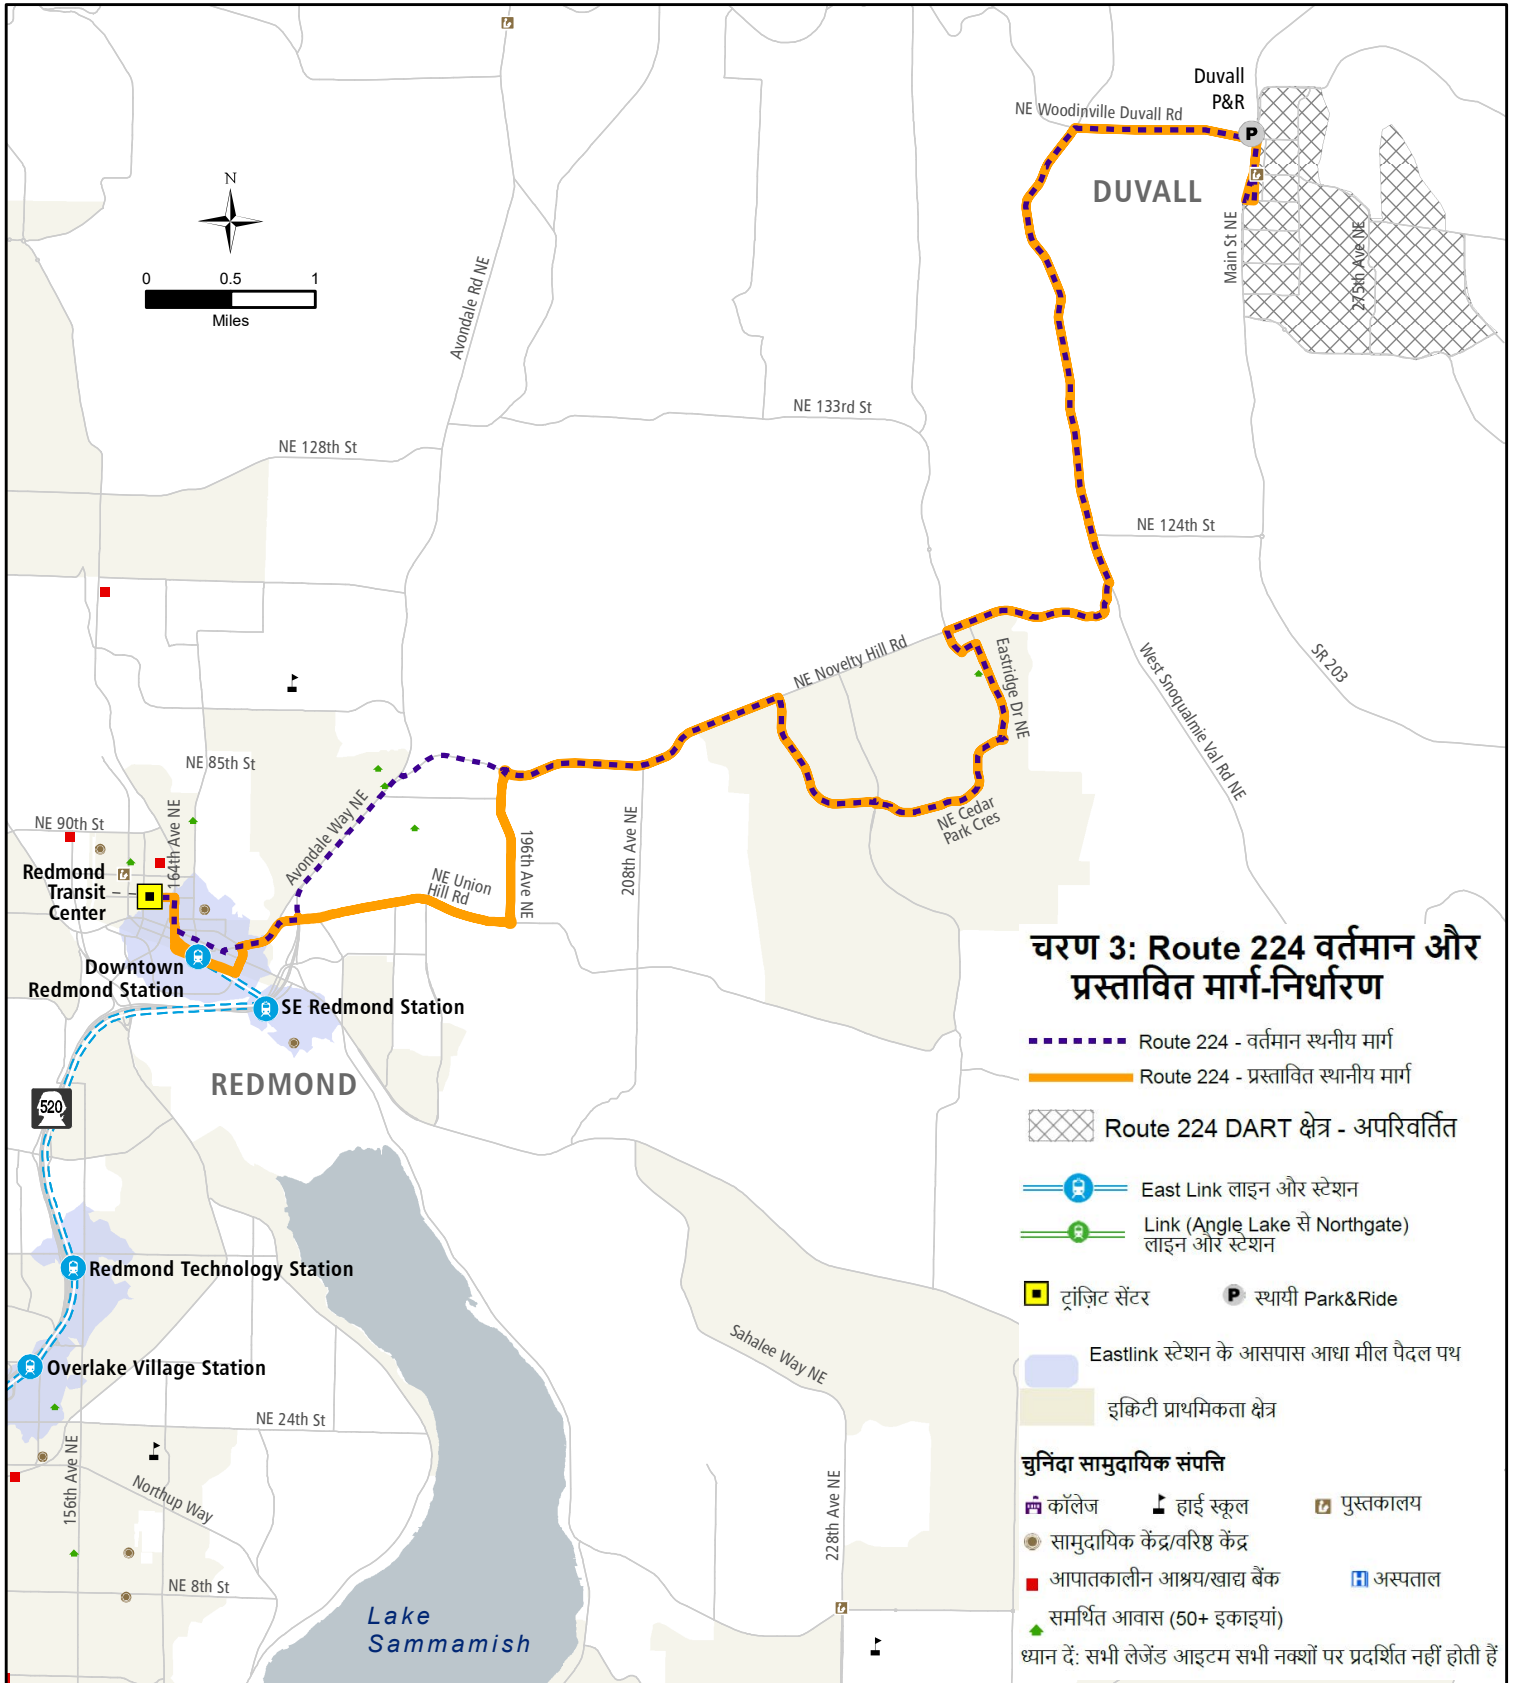 Duvall
P&R
NE Woodinville Duvall Rd
DUVALL
N
Main St NE
275th Ave NE
Avondale Rd NE
0 0.5 1
Miles
NE 133rd St
NE 128th St
NE 124th St
NE Novelty Hill Rd
Eastridge Dr NE
West Snoqualmie Val Rd NE
SR 203
NE 85th St
Avondale Way NE
NE 90th St
164th Ave NE
NE Cedar
Park Cres
208th Ave NE
196th Ave NE
NE Union
Hill Rd
Redmond
Transit
Center
Downtown
Redmond Station
SE Redmond Station
REDMOND
520
Redmond Technology Station
Overlake Village Station
Sahalee Way NE
NE 24th St
156th Ave NE
Northup Way
228th Ave NE
NE 8th St
Lake
Sammamish
चरण 3: Route 224 वर्तमान और
प्रस्तावित मार्ग-निर्धारण
Route 224 - वर्तमान स्थनीय मार्ग
Route 224 - प्रस्तावित स्थानीय मार्ग
Route 224 DART क्षेत्र - अपरिवर्तित
East Link लाइन और स्टेशन
Link (Angle Lake से Northgate)
लाइन और स्टेशन
ट्रांज़िट सेंटर
P स्थायी Park&Ride
Eastlink स्टेशन के आसपास आधा मील पैदल पथ
इक्विटी प्राथमिकता क्षेत्र
चुनिंदा सामुदायिक संपत्ति
कॉलेज हाई स्कूल पुस्तकालय
सामुदायिक केंद्र/वरिष्ठ केंद्र
आपातकालीन आश्रय/खाद्य बैंक H अस्पताल
समर्थित आवास (50+ इकाइयां)
ध्यान दें: सभी लेजेंड आइटम सभी नक्शों पर प्रदर्शित नहीं होती हैं